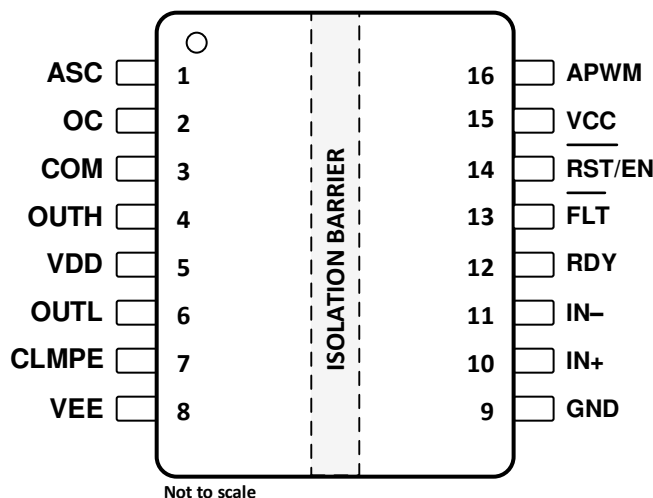 ASC 1 16 APWM
OC 2 15 VCC
COM 3 14 RST/EN
OUTH 4 13 FLT
VDD 5 12 RDY
OUTL 6 11 IN–
CLMPE 7 10 IN+
VEE 8 9 GND
ISOLATION BARRIER
Not to scale